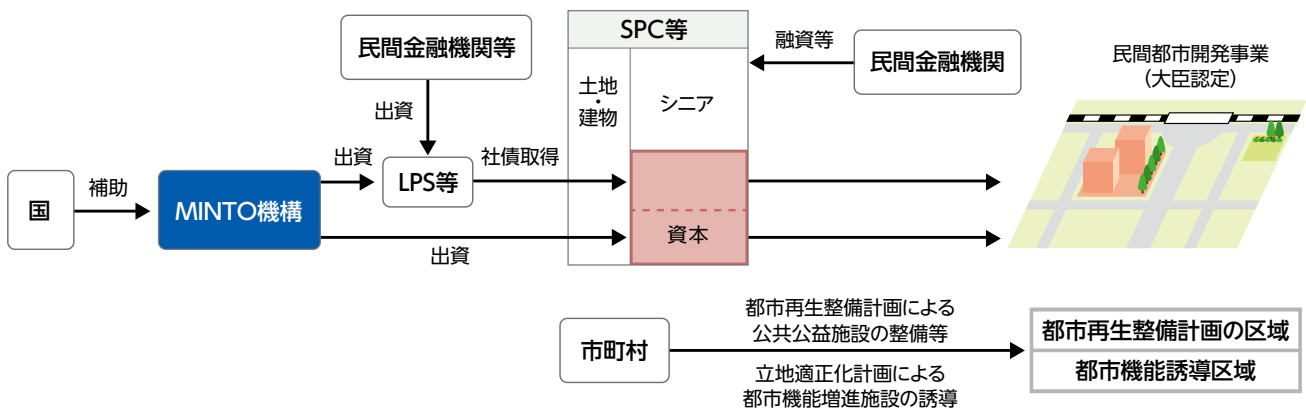 国
補助
MINTO機構
民間金融機関等
出資
出資
LPS等
社債取得
出資
SPC等
土地
・
建物
シニア
資本
融資等
民間金融機関
民間都市開発事業
(大臣認定)
市町村
都市再生整備計画による
公共公益施設の整備等
立地適正化計画による
都市機能増進施設の誘導
都市再生整備計画の区域
都市機能誘導区域